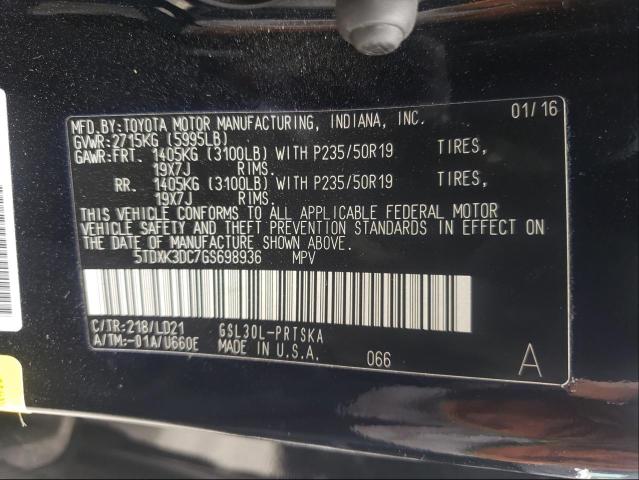 MFD.BY:TOYOTA MOTOR MANUFACTURING, INDIANA, INC. 01/16
GVWR:2715KG (5995LB)
GAWR:FRT. 1405KG (3100LB) WITH P235/50R19 TIRES,
19X7J RIMS.
RR. 1405KG (3100LB) WITH P235/50R19 TIRES,
19X7J RIMS.
THIS VEHICLE CONFORMS TO ALL APPLICABLE FEDERAL MOTOR
VEHICLE SAFETY AND THEFT PREVENTION STANDARDS IN EFFECT ON
THE DATE OF MANUFACTURE SHOWN ABOVE.
5TDXK3DC7GS698936 MPV
C/TR:218/LD21 GSL30L-PRTSKA
A/TM:-01A/U660E MADE IN U.S.A. 066 A